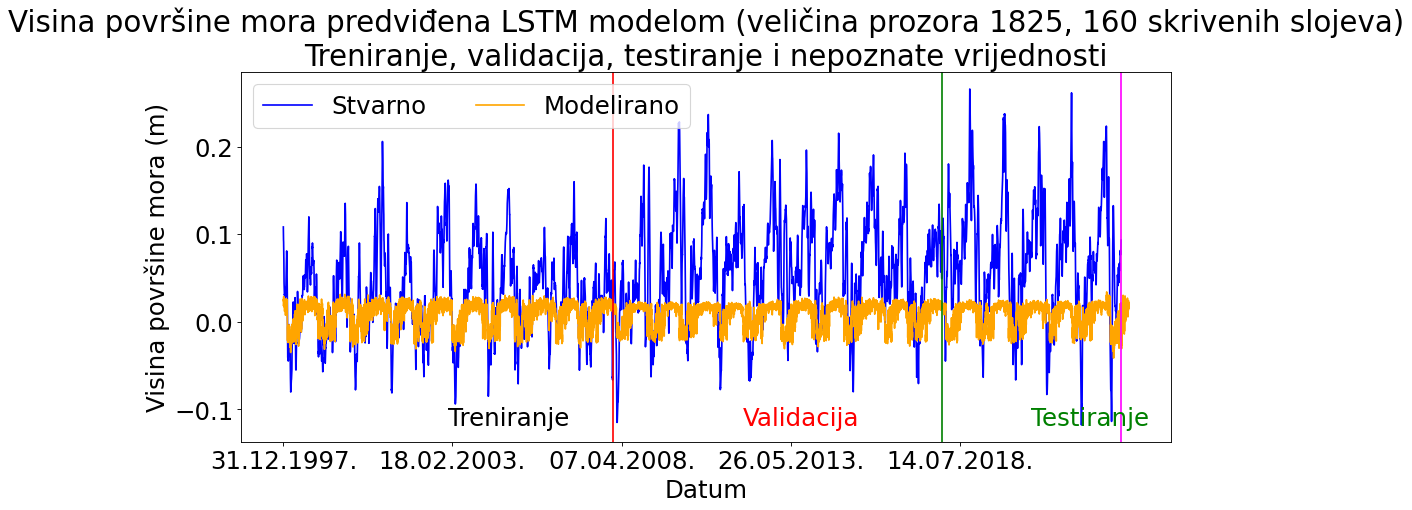 Visina površine mora predviđena LSTM modelom (veličina prozora 1825, 160 skrivenih slojeva)
Treniranje, validacija, testiranje i nepoznate vrijednosti
Stvarno Modelirano
Visina površine mora (m)
0.2
0.1
0.0
−0.1
Treniranje Validacija Testiranje
31.12.1997. 18.02.2003. 07.04.2008. 26.05.2013. 14.07.2018.
Datum